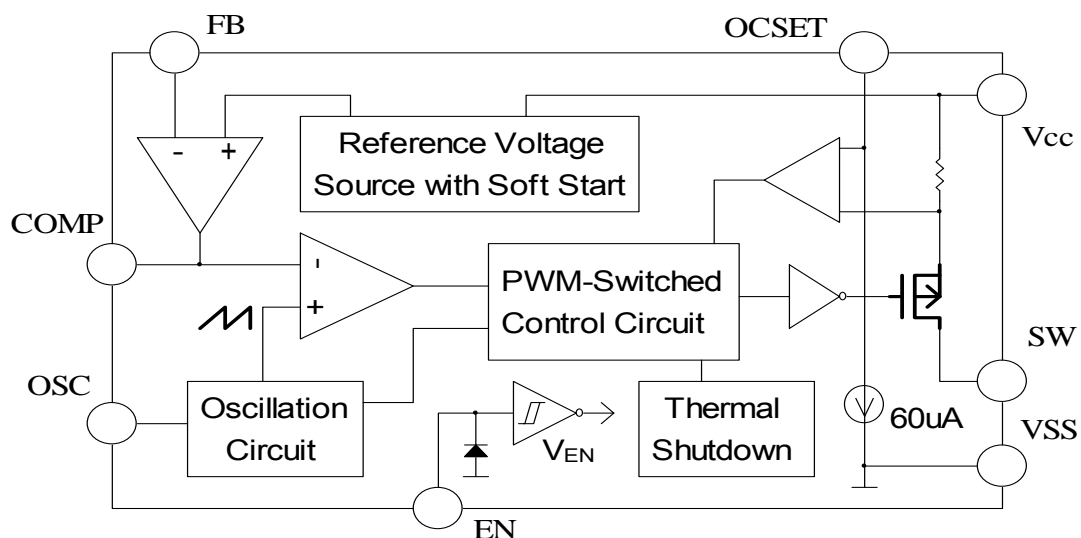 FB
OCSET
Vcc
- +
Reference Voltage
Source with Soft Start
COMP
-
+
PWM-Switched
Control Circuit
SW
OSC
Oscillation
Circuit
VEN
Thermal
Shutdown
60uA
VSS
EN